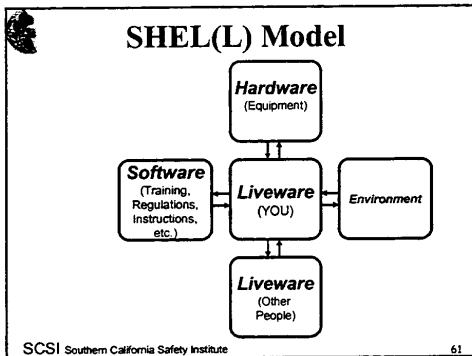 SHEL(L) Model
Hardware
(Equipment)
Software
(Training,
Regulations,
Instructions,
etc.)
Liveware
(YOU)
Environment
Liveware
(Other
People)
SCSI Southern California Safety Institute
61